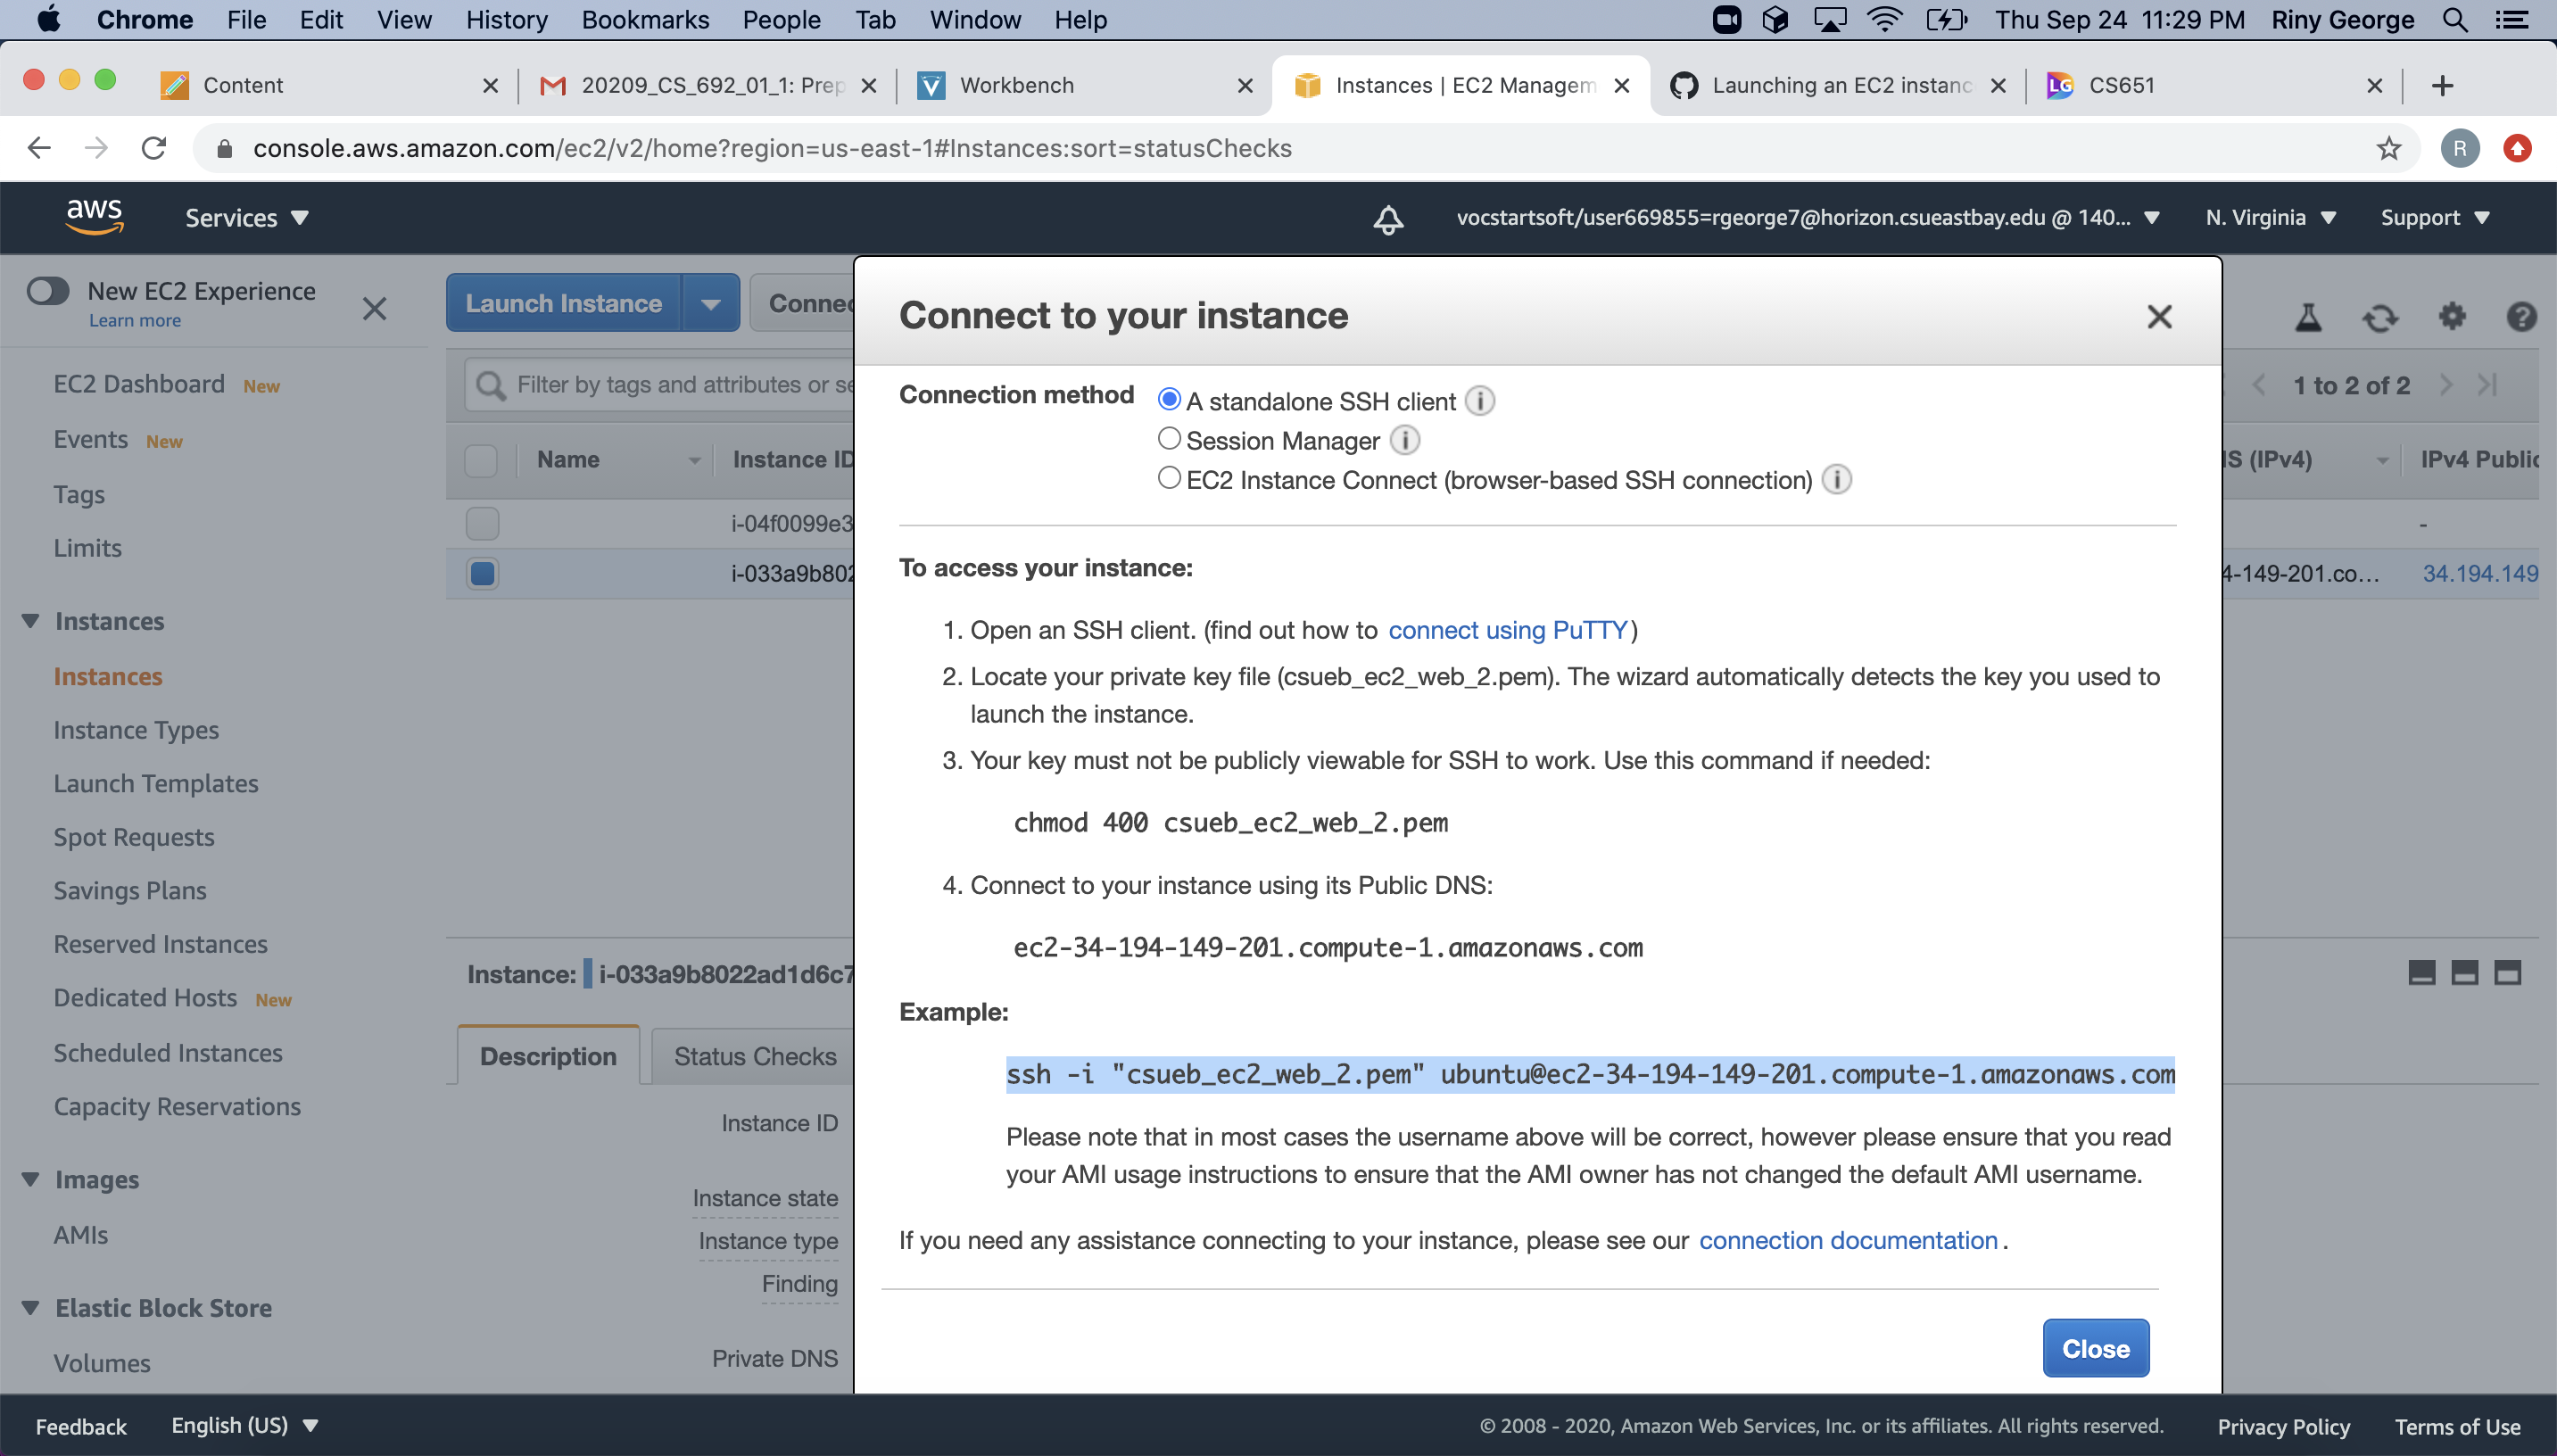 Chrome File Edit View History Bookmarks People Tab Window Help Thu Sep 24 11:29 PM Riny George
Content 20209_CS_692_01_1: Prep Workbench Instances | EC2 Managem Launching an EC2 instanc CS651
console.aws.amazon.com/ec2/v2/home?region=us-east-1#Instances:sort=statusChecks R
aws Services vocstartsoft/user669855=rgeorge7@horizon.csueastbay.edu @ 140... N. Virginia Support
New EC2 Experience
Learn more
EC2 Dashboard New
Events New
Tags
Limits
Instances
Instances
Instance Types
Launch Templates
Spot Requests
Savings Plans
Reserved Instances
Dedicated Hosts New
Scheduled Instances
Capacity Reservations
Images
AMIs
Elastic Block Store
Volumes
Launch Instance Connec
Filter by tags and attributes or se
1 to 2 of 2
Name Instance ID IS (IPv4) IPv4 Public
i-04f0099e3 -
i-033a9b802 4-149-201.co... 34.194.149
Instance: i-033a9b8022ad1d6c7
Description Status Checks
Instance ID
Instance state
Instance type
Finding
Private DNS
Connect to your instance
Connection method
A standalone SSH client
Session Manager
EC2 Instance Connect (browser-based SSH connection)
To access your instance:
1. Open an SSH client. (find out how to connect using PuTTY)
2. Locate your private key file (csueb_ec2_web_2.pem). The wizard automatically detects the key you used to
launch the instance.
3. Your key must not be publicly viewable for SSH to work. Use this command if needed:
chmod 400 csueb_ec2_web_2.pem
4. Connect to your instance using its Public DNS:
ec2-34-194-149-201.compute-1.amazonaws.com
Example:
ssh -i "csueb_ec2_web_2.pem" ubuntu@ec2-34-194-149-201.compute-1.amazonaws.com
Please note that in most cases the username above will be correct, however please ensure that you read
your AMI usage instructions to ensure that the AMI owner has not changed the default AMI username.
If you need any assistance connecting to your instance, please see our connection documentation.
Close
Feedback English (US) © 2008 - 2020, Amazon Web Services, Inc. or its affiliates. All rights reserved. Privacy Policy Terms of Use